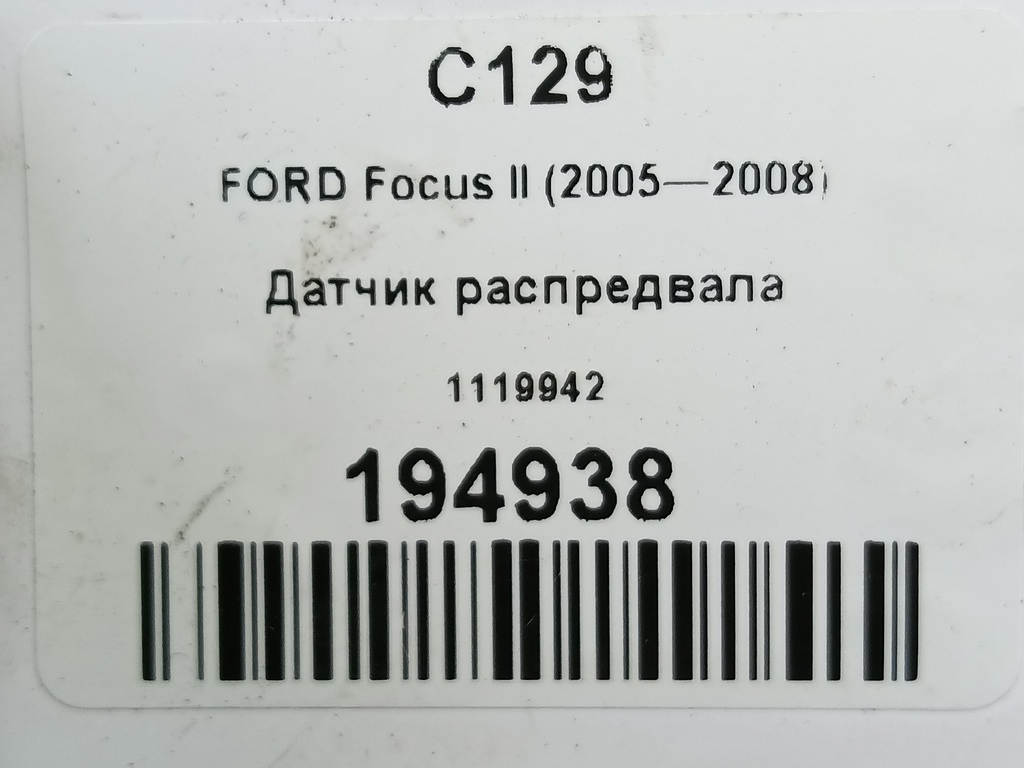 C129
FORD Focus II (2005—2008)
Датчик распредвала
1119942
194938